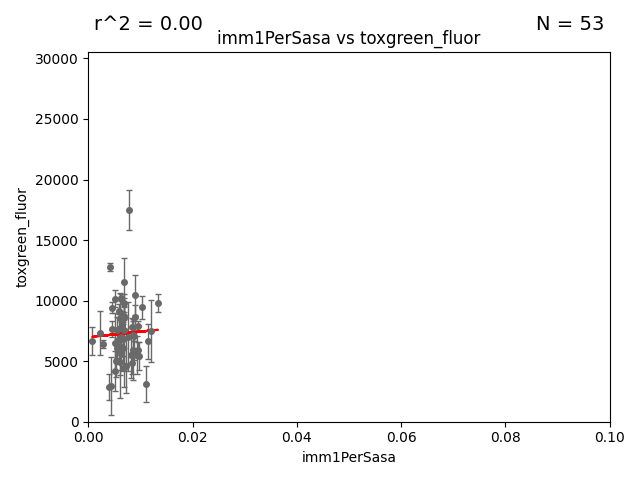 r^2 = 0.00
N = 53
imm1PerSasa vs toxgreen_fluor
30000
25000
20000
15000
10000
5000
0
toxgreen_fluor
0.00 0.02 0.04 0.06 0.08 0.10
imm1PerSasa